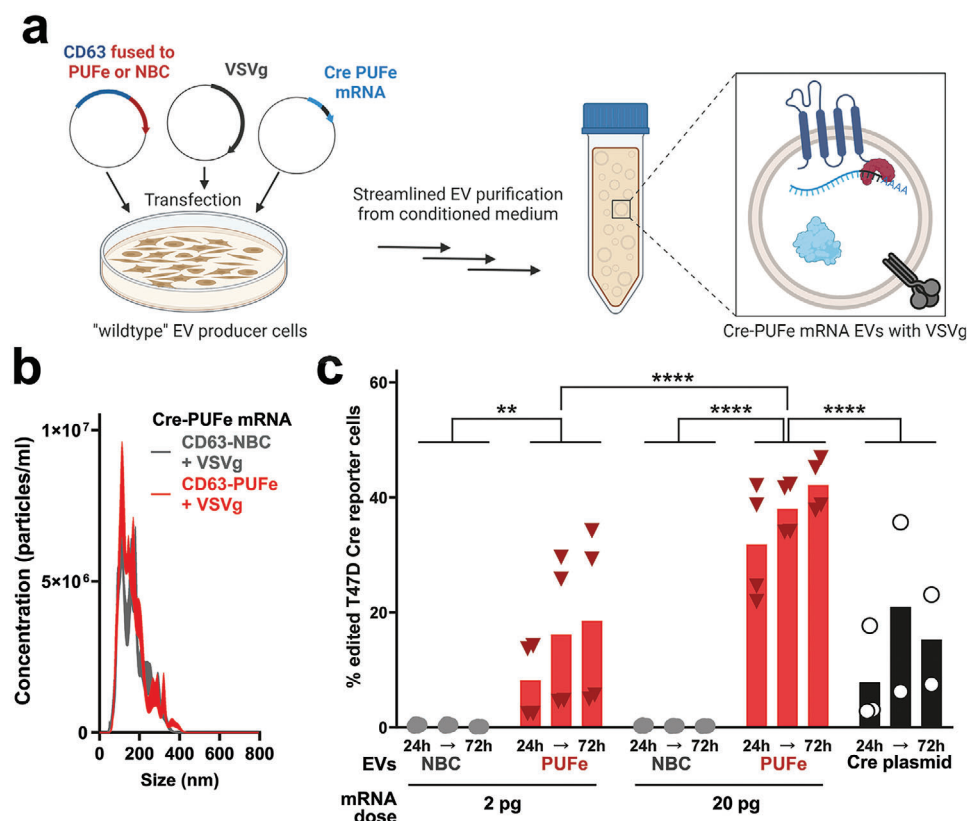 a
CD63 fused to
PUFe or NBC
VSVg
Cre PUFe
mRNA
Transfection
"wildtype" EV producer cells
Streamlined EV purification
from conditioned medium
AAAA
Cre-PUFe mRNA EVs with VSVg
b
Cre-PUFe mRNA
CD63-NBC
+ VSVg
CD63-PUFe
+ VSVg
Concentration (particles/ml)
1×10⁷
5×10⁶
0
0 200 400 600 800
Size (nm)
c
% edited T47D Cre reporter cells
60
40
20
0
**
****
****
****
24h → 72h 24h → 72h 24h → 72h 24h → 72h 24h → 72h
EVs NBC PUFe NBC PUFe Cre plasmid
mRNA
dose
2 pg 20 pg